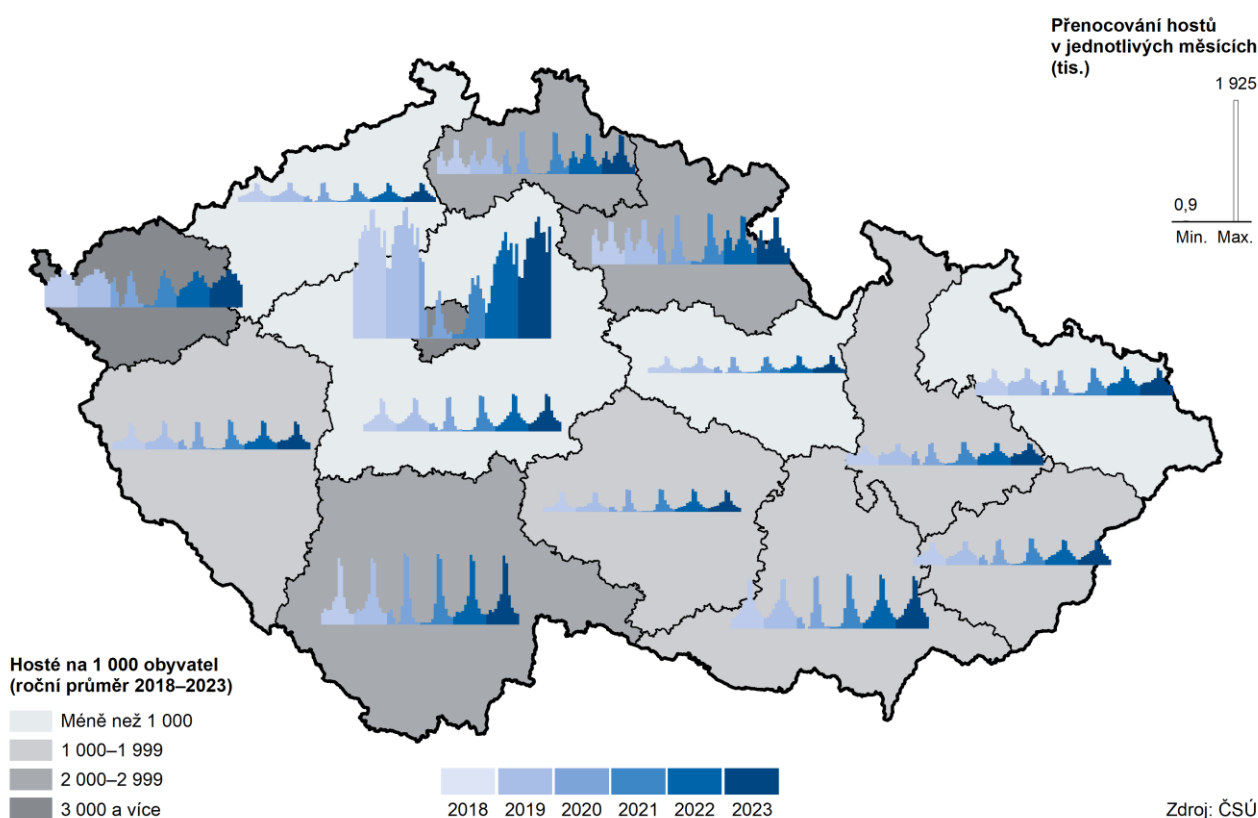 Přenocování hostů
v jednotlivých měsících
(tis.)
1 925
0,9
Min. Max.
Hosté na 1 000 obyvatel
(roční průměr 2018–2023)
Méně než 1 000
1 000–1 999
2 000–2 999
3 000 a více
2018 2019 2020 2021 2022 2023
Zdroj: ČSÚ